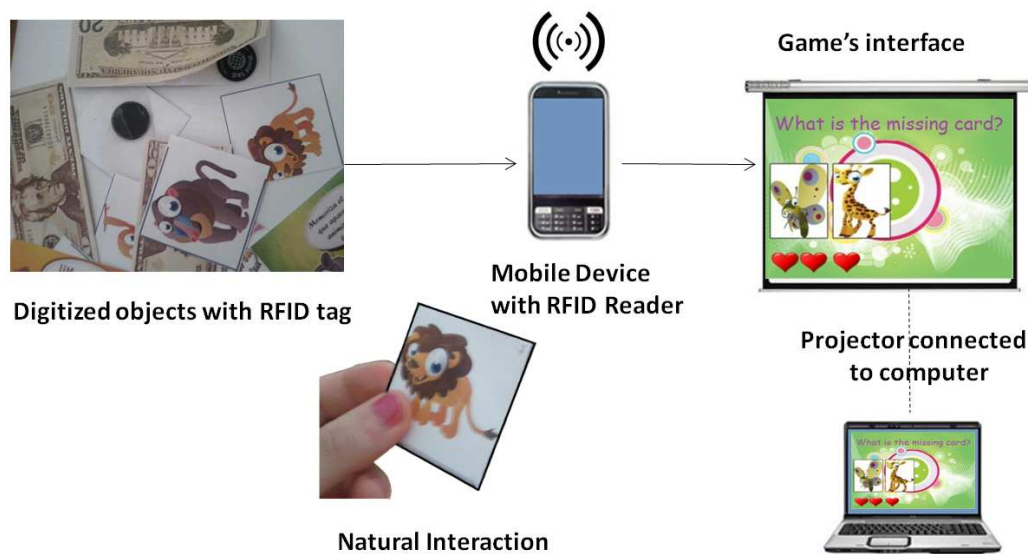 20
Game's interface
What is the missing card?
Digitized objects with RFID tag
Mobile Device
with RFID Reader
Projector connected
to computer
What is the missing card?
Natural Interaction